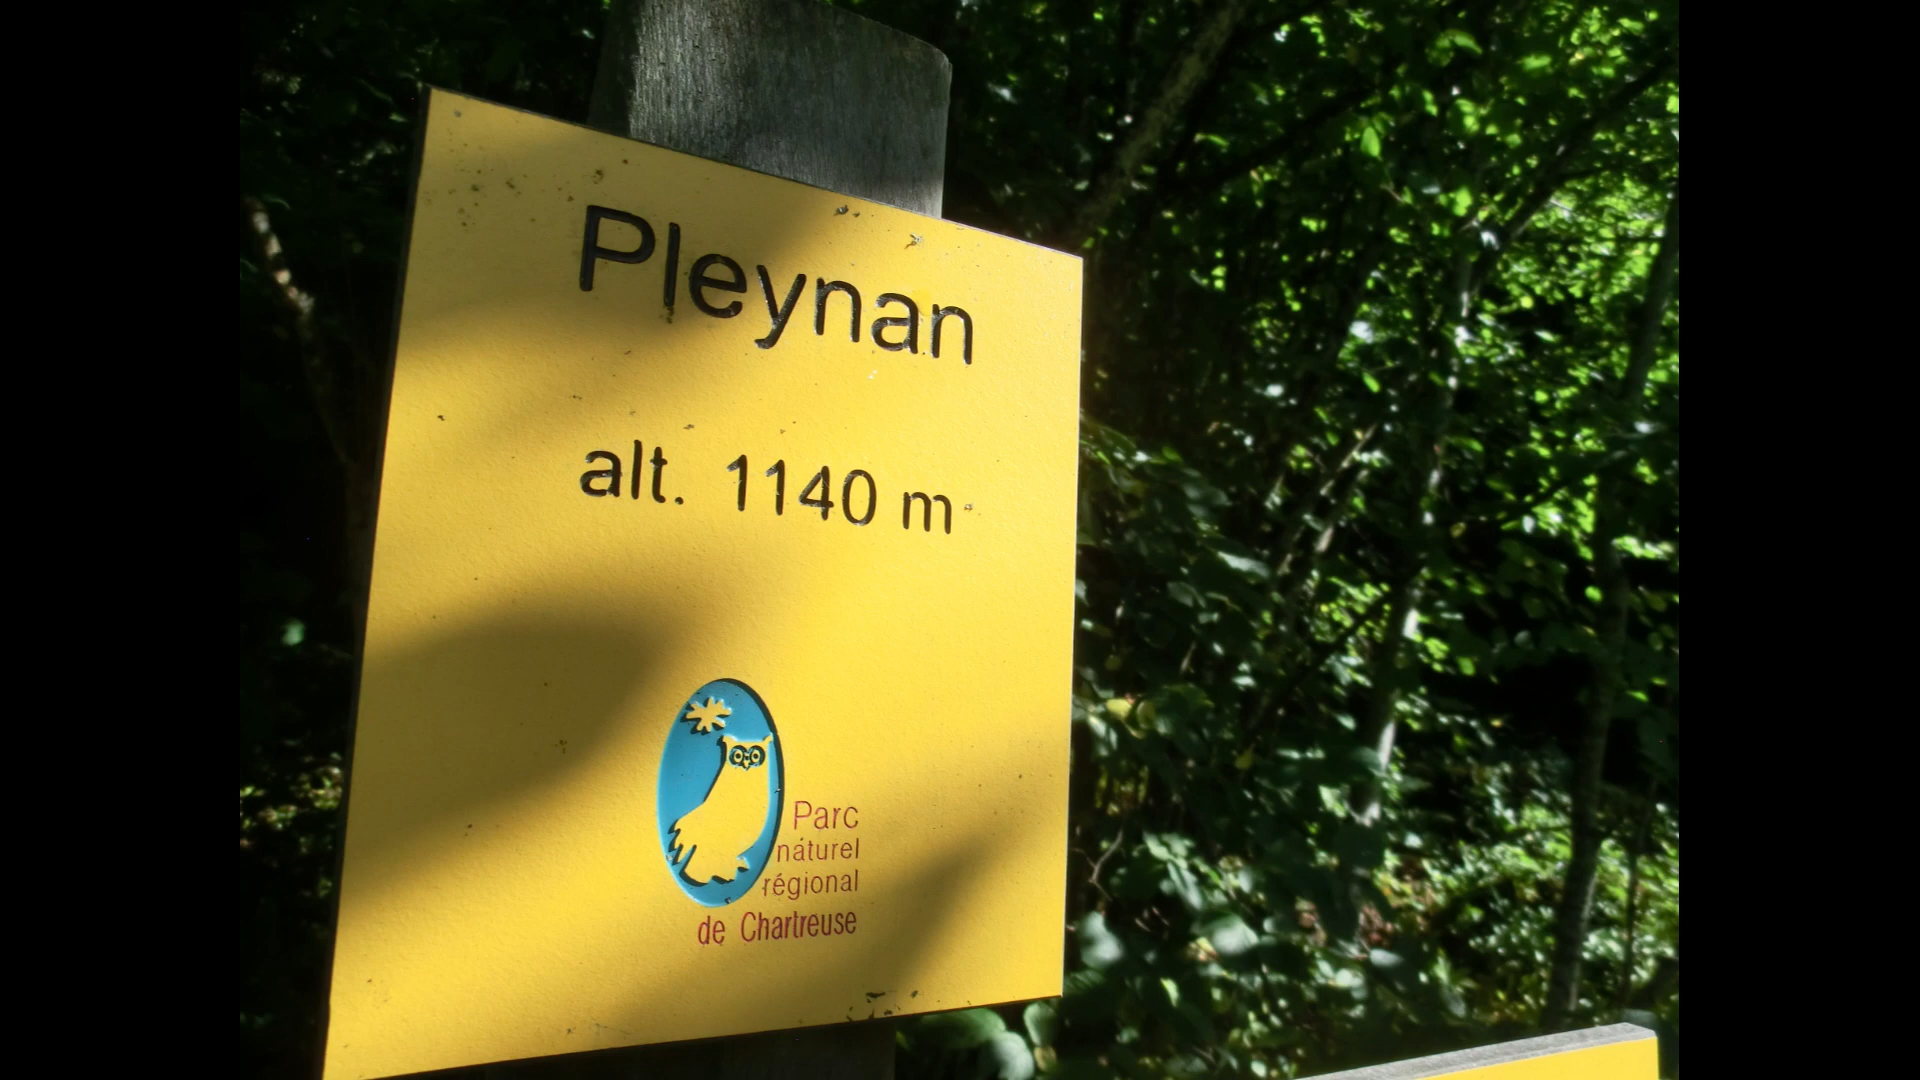 Pleynan
alt. 1140 m
Parc
naturel
régional
de Chartreuse